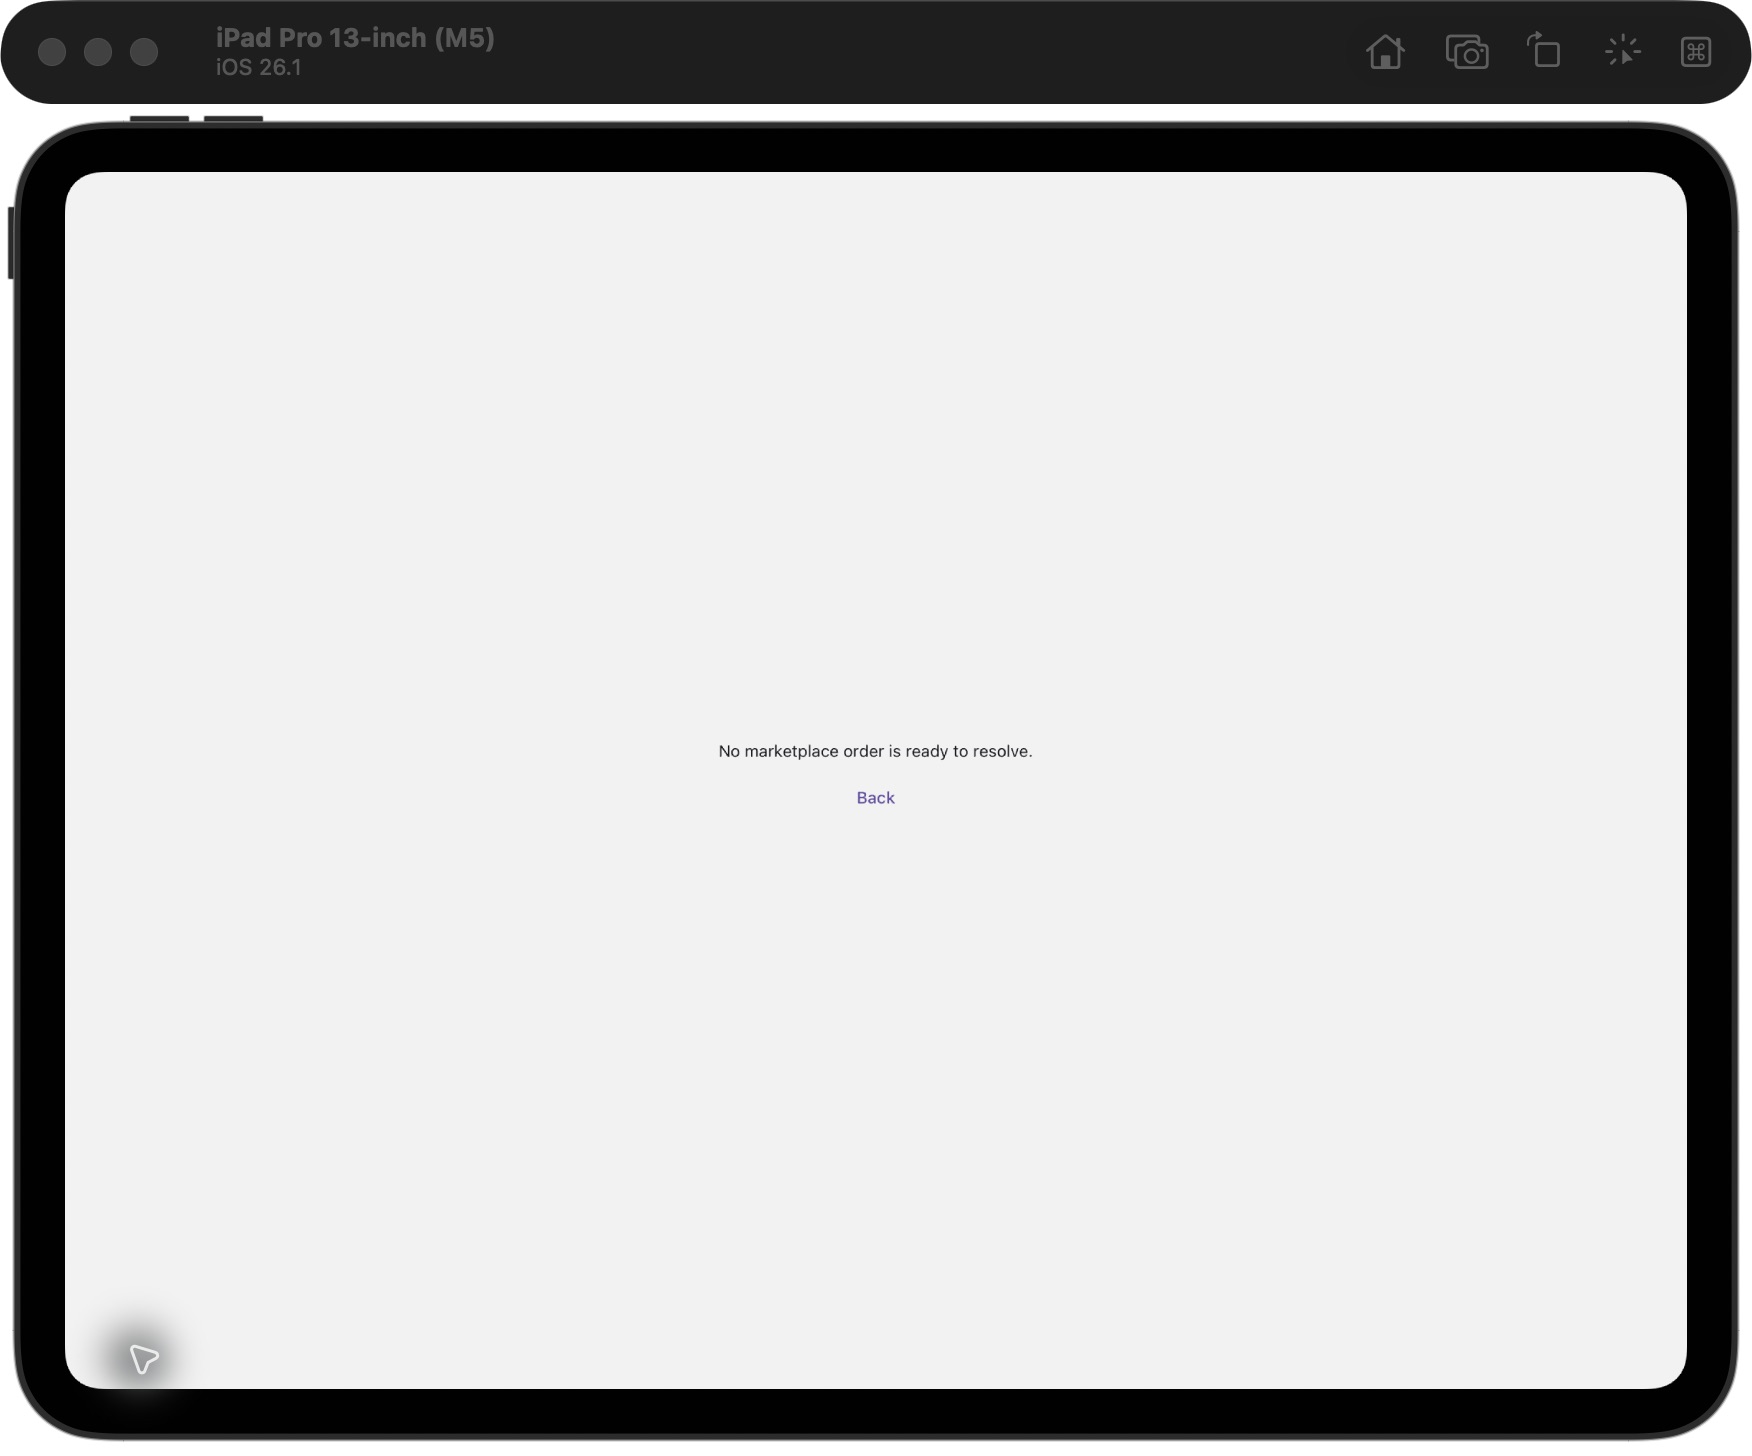 iPad Pro 13-inch (M5)
iOS 26.1
No marketplace order is ready to resolve.
Back